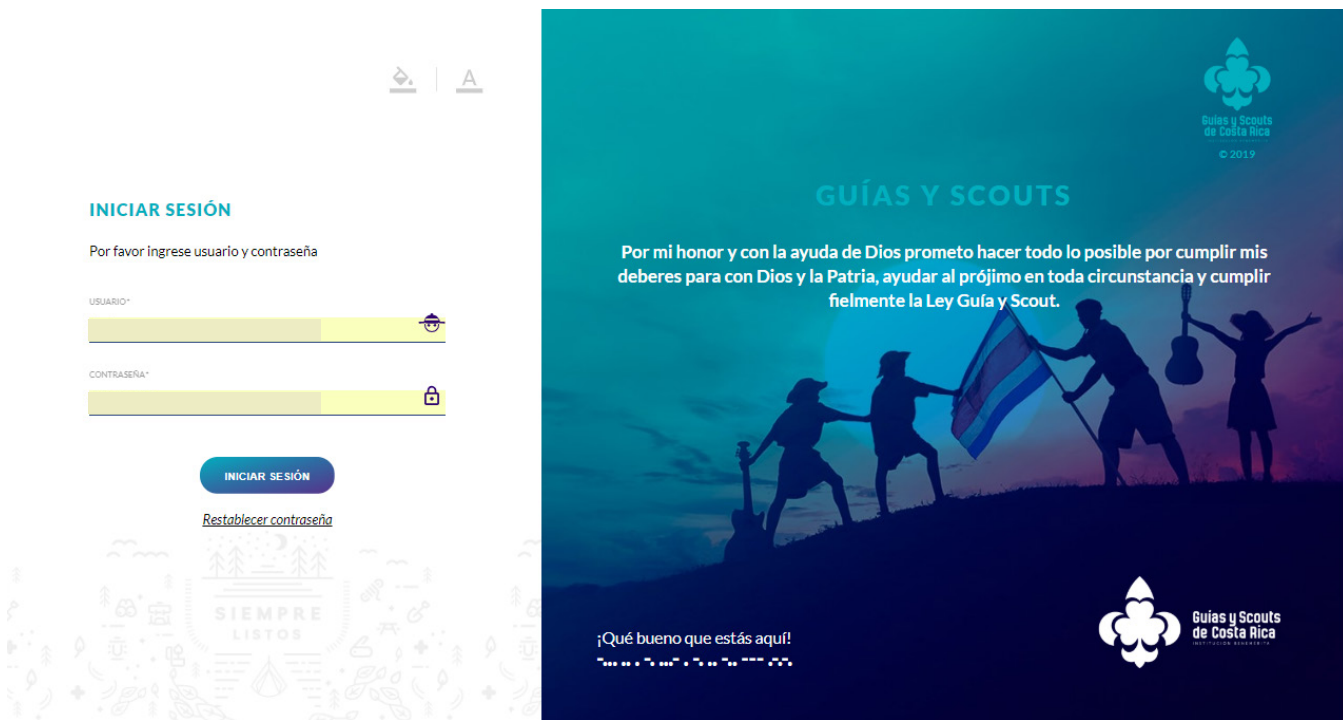 A
INICIAR SESIÓN
Por favor ingrese usuario y contraseña
USUARIO*
CONTRASEÑA*
INICIAR SESIÓN
Restablecer contraseña
SIEMPRE
LISTOS
Guías y Scouts
de Costa Rica
© 2019
GUÍAS Y SCOUTS
Por mi honor y con la ayuda de Dios prometo hacer todo lo posible por cumplir mis
deberes para con Dios y la Patria, ayudar al prójimo en toda circunstancia y cumplir
fielmente la Ley Guía y Scout.
¡Qué bueno que estás aquí!
-... .. . -. ...- . -. .. -.. --- .-.-.
Guías y Scouts
de Costa Rica
INSTITUCIÓN BENEMÉRITA